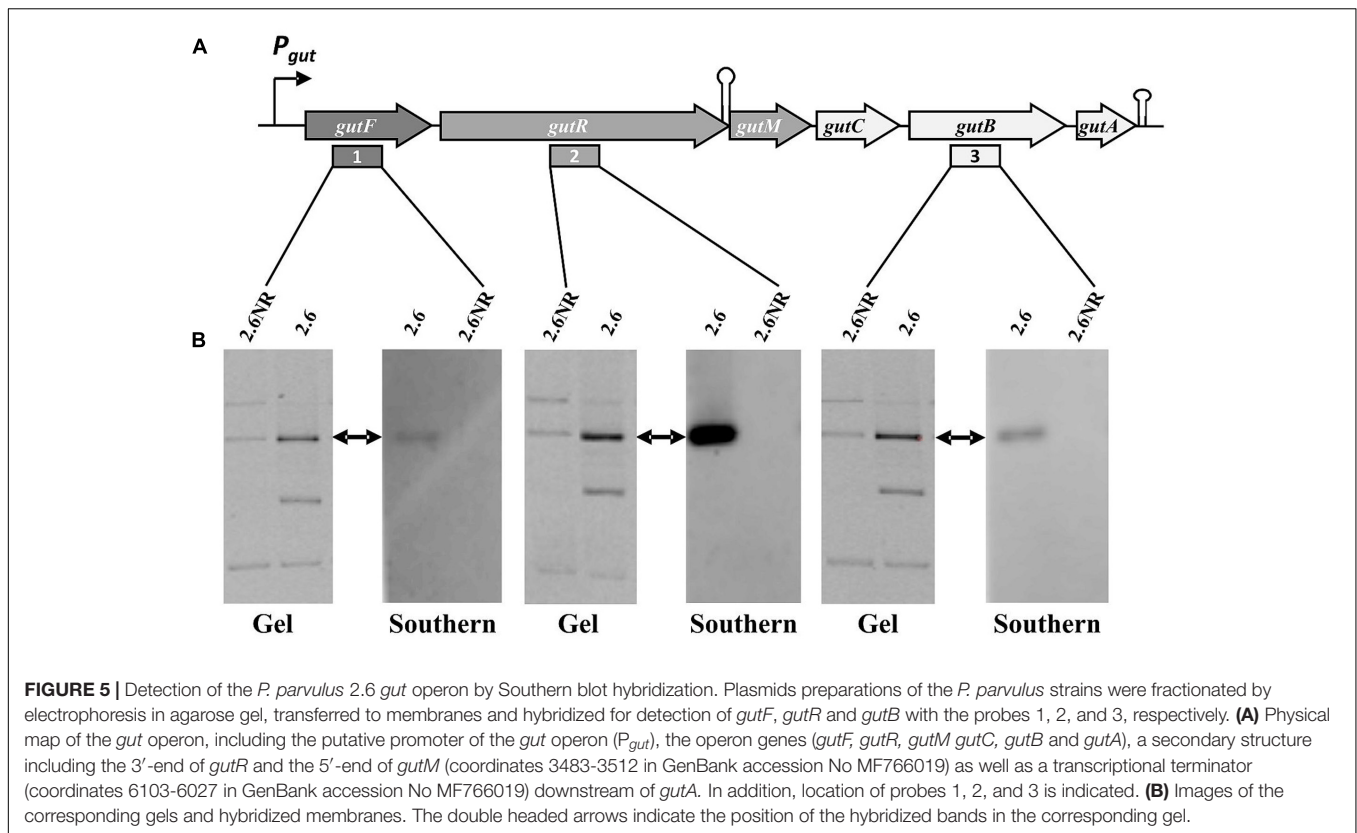 A
Pgut
gutF
gutR
gutM
gutC
gutB
gutA
1
2
3
2.6NR
2.6
2.6
2.6NR
2.6NR
2.6
2.6
2.6NR
2.6NR
2.6
2.6
2.6NR
B
Gel
Southern
Gel
Southern
Gel
Southern
FIGURE 5 | Detection of the P. parvulus 2.6 gut operon by Southern blot hybridization. Plasmids preparations of the P. parvulus strains were fractionated by
electrophoresis in agarose gel, transferred to membranes and hybridized for detection of gutF, gutR and gutB with the probes 1, 2, and 3, respectively. (A) Physical
map of the gut operon, including the putative promoter of the gut operon (Pgut), the operon genes (gutF, gutR, gutM gutC, gutB and gutA), a secondary structure
including the 3′-end of gutR and the 5′-end of gutM (coordinates 3483-3512 in GenBank accession No MF766019) as well as a transcriptional terminator
(coordinates 6103-6027 in GenBank accession No MF766019) downstream of gutA. In addition, location of probes 1, 2, and 3 is indicated. (B) Images of the
corresponding gels and hybridized membranes. The double headed arrows indicate the position of the hybridized bands in the corresponding gel.